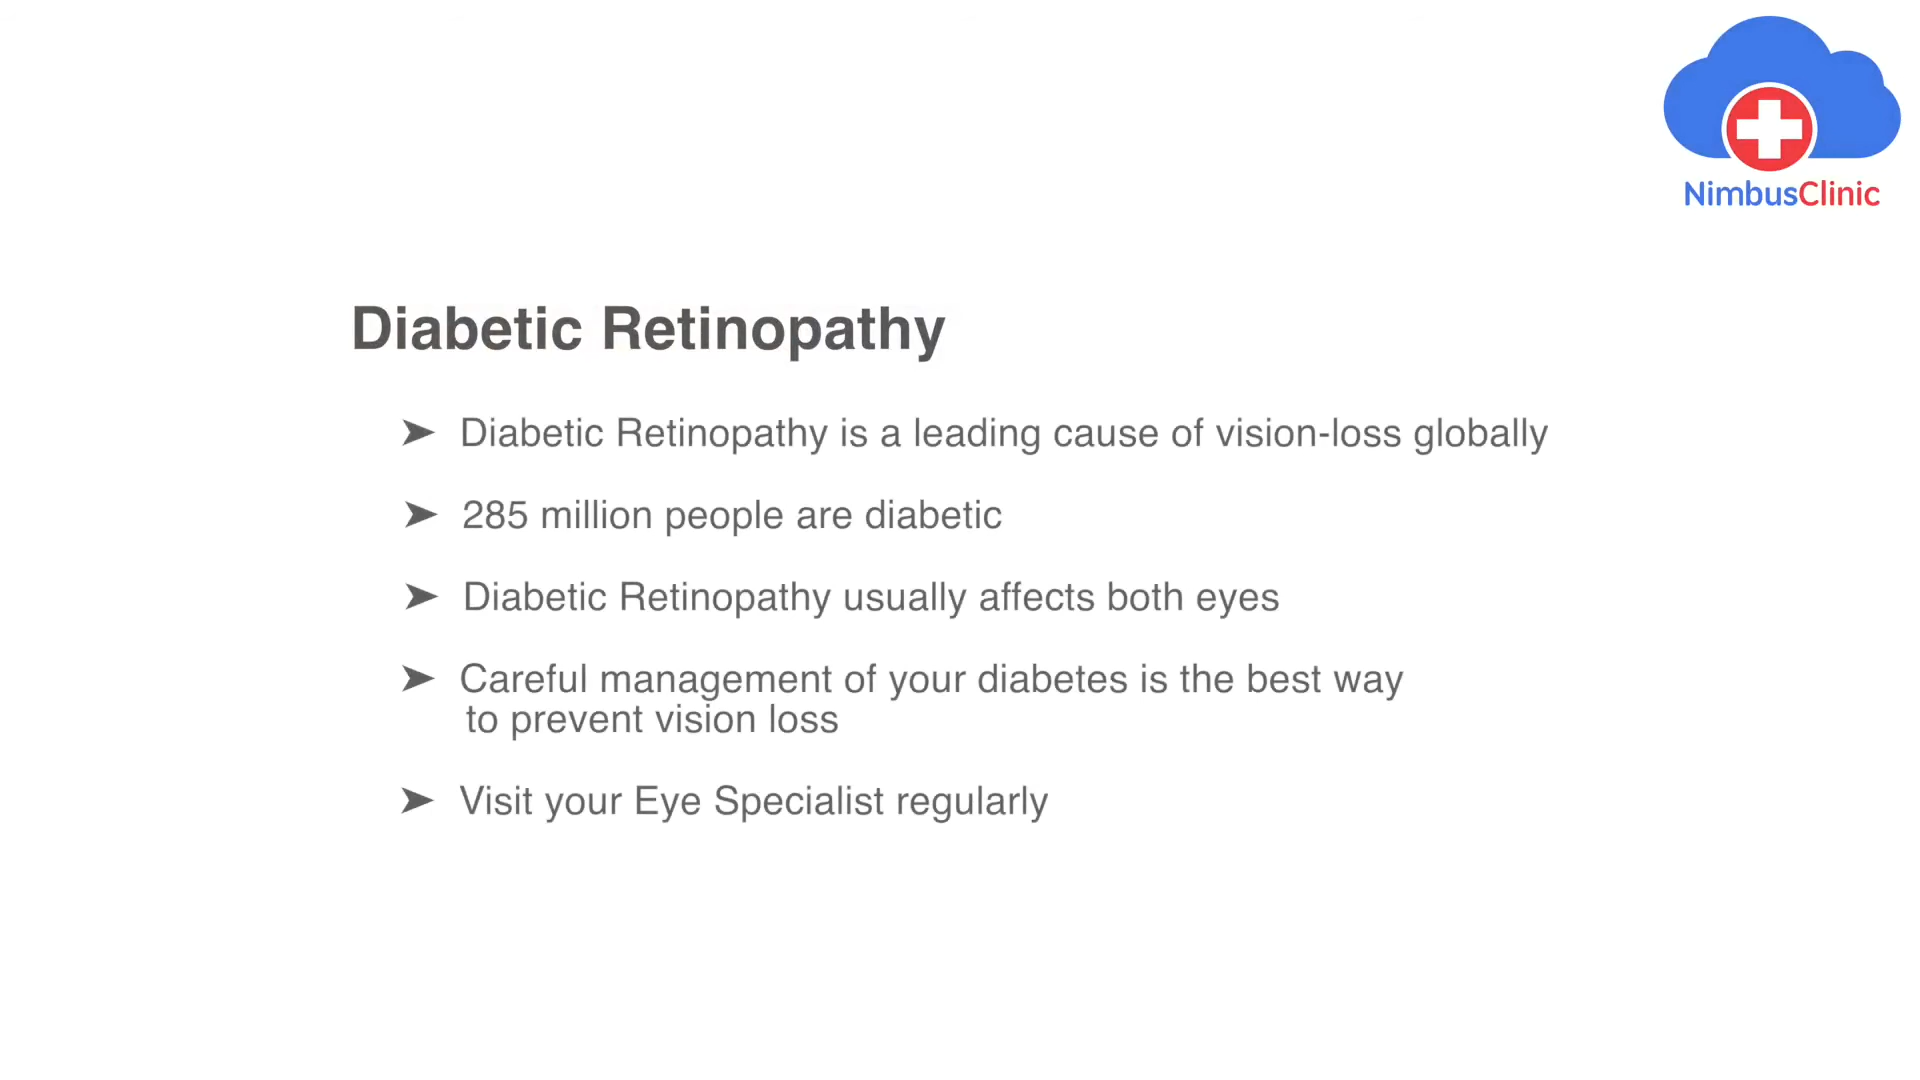 NimbusClinic
Diabetic Retinopathy
➤ Diabetic Retinopathy is a leading cause of vision-loss globally
➤ 285 million people are diabetic
➤ Diabetic Retinopathy usually affects both eyes
➤ Careful management of your diabetes is the best way
to prevent vision loss
➤ Visit your Eye Specialist regularly